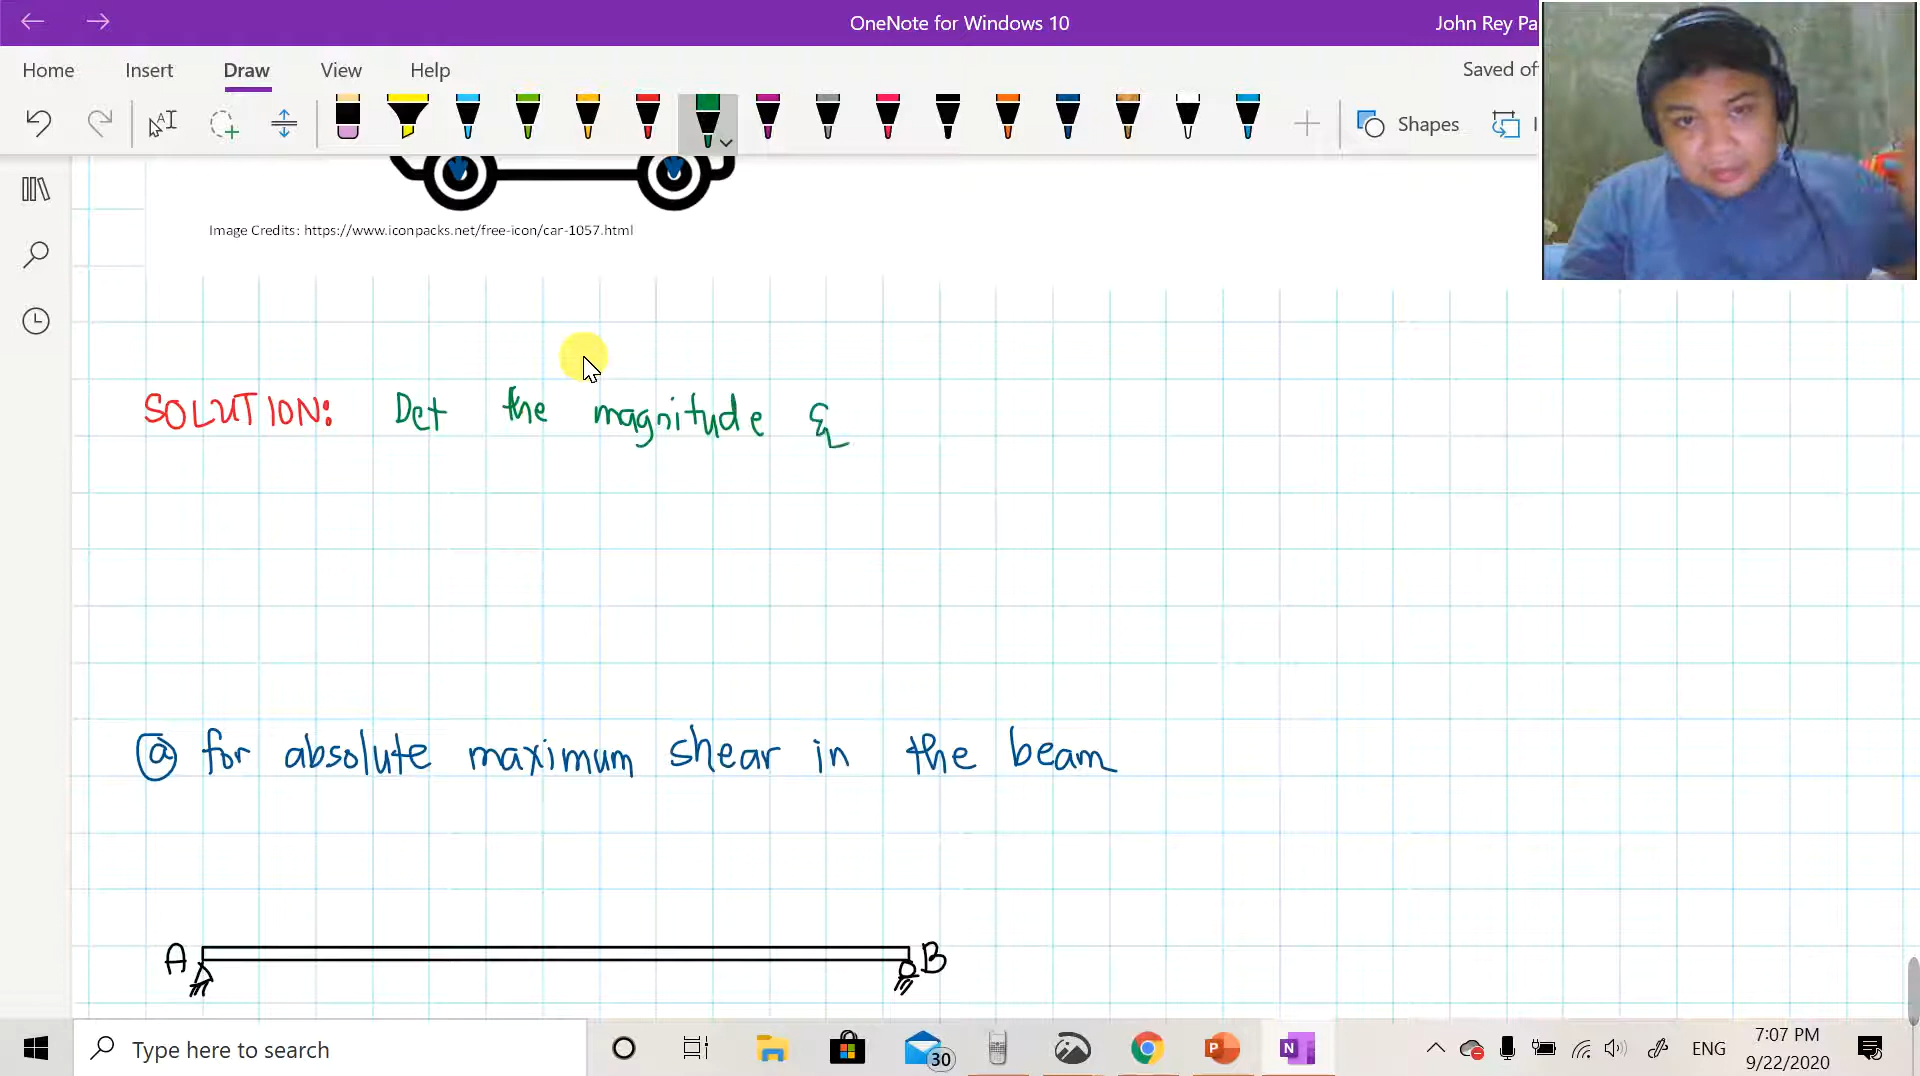 OneNote for Windows 10
John Rey Pa
Home Insert Draw View Help
Saved of
Shapes
Image Credits: https://www.iconpacks.net/free-icon/car-1057.html
SOLUTION: Det the magnitude &
ⓐ for absolute maximum shear in the beam
A B
Type here to search
30
ENG
7:07 PM
9/22/2020